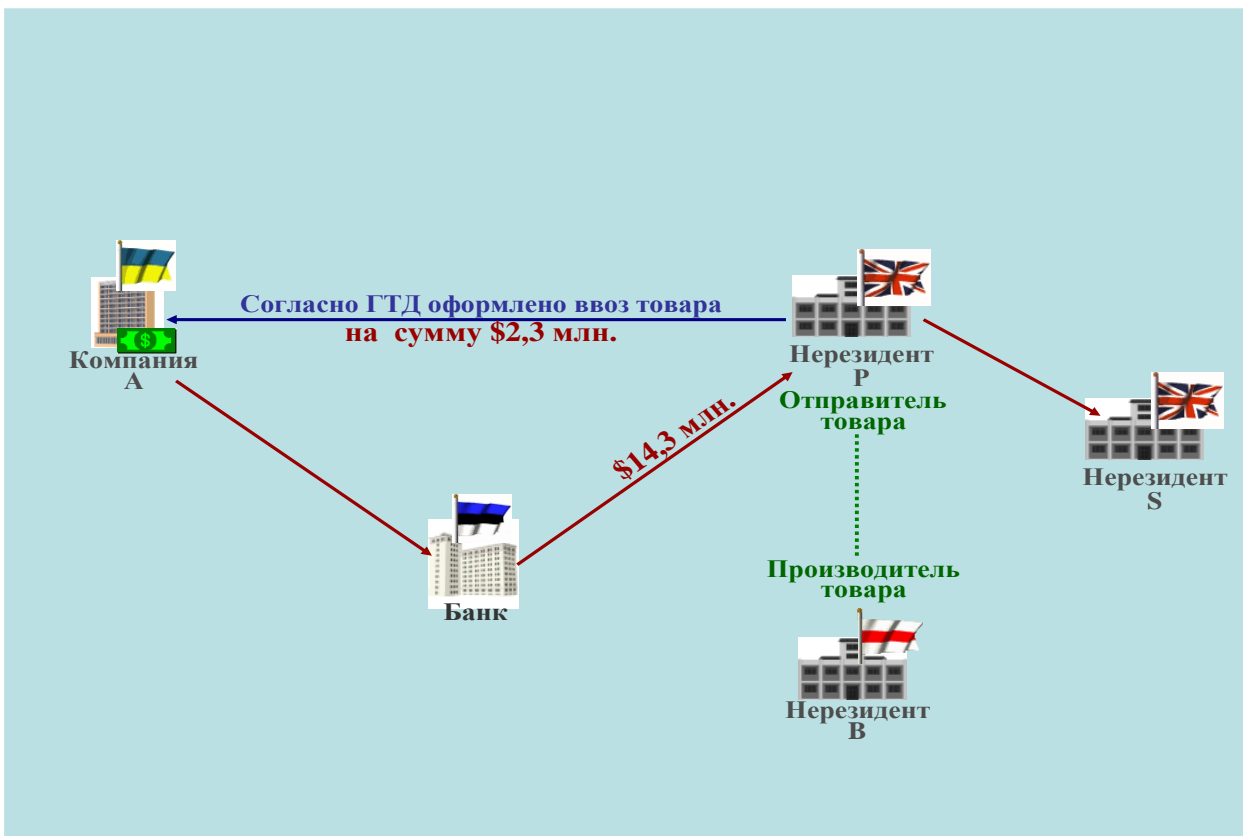 Согласно ГТД оформлено ввоз товара
на сумму $2,3 млн.
Компания
А
Нерезидент
Р
Отправитель
товара
$14,3 млн.
Нерезидент
S
Банк
Производитель
товара
Нерезидент
В